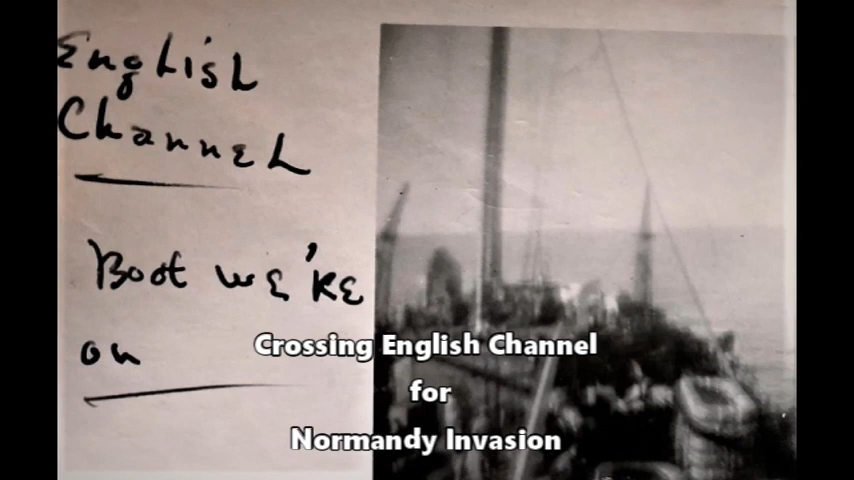 English
Channel
Boat we're
on
Crossing English Channel
for
Normandy Invasion